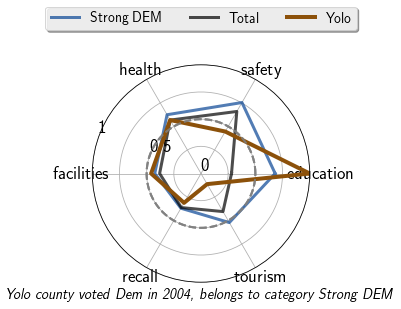 Strong DEM Total Yolo
health safety
1
0.5
0
facilities education
recall tourism
Yolo county voted Dem in 2004, belongs to category Strong DEM